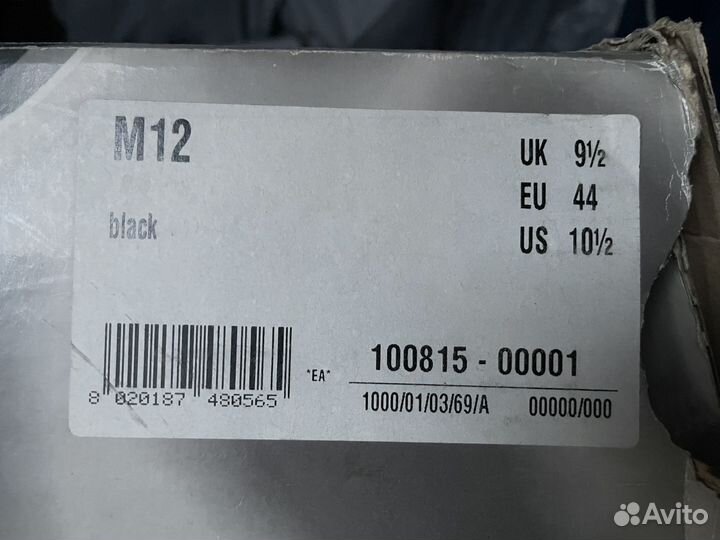 M12
UK 9½
EU 44
black
US 10½
*EA*
100815 - 00001
8 020187 480565
1000/01/03/69/A 00000/000
Avito